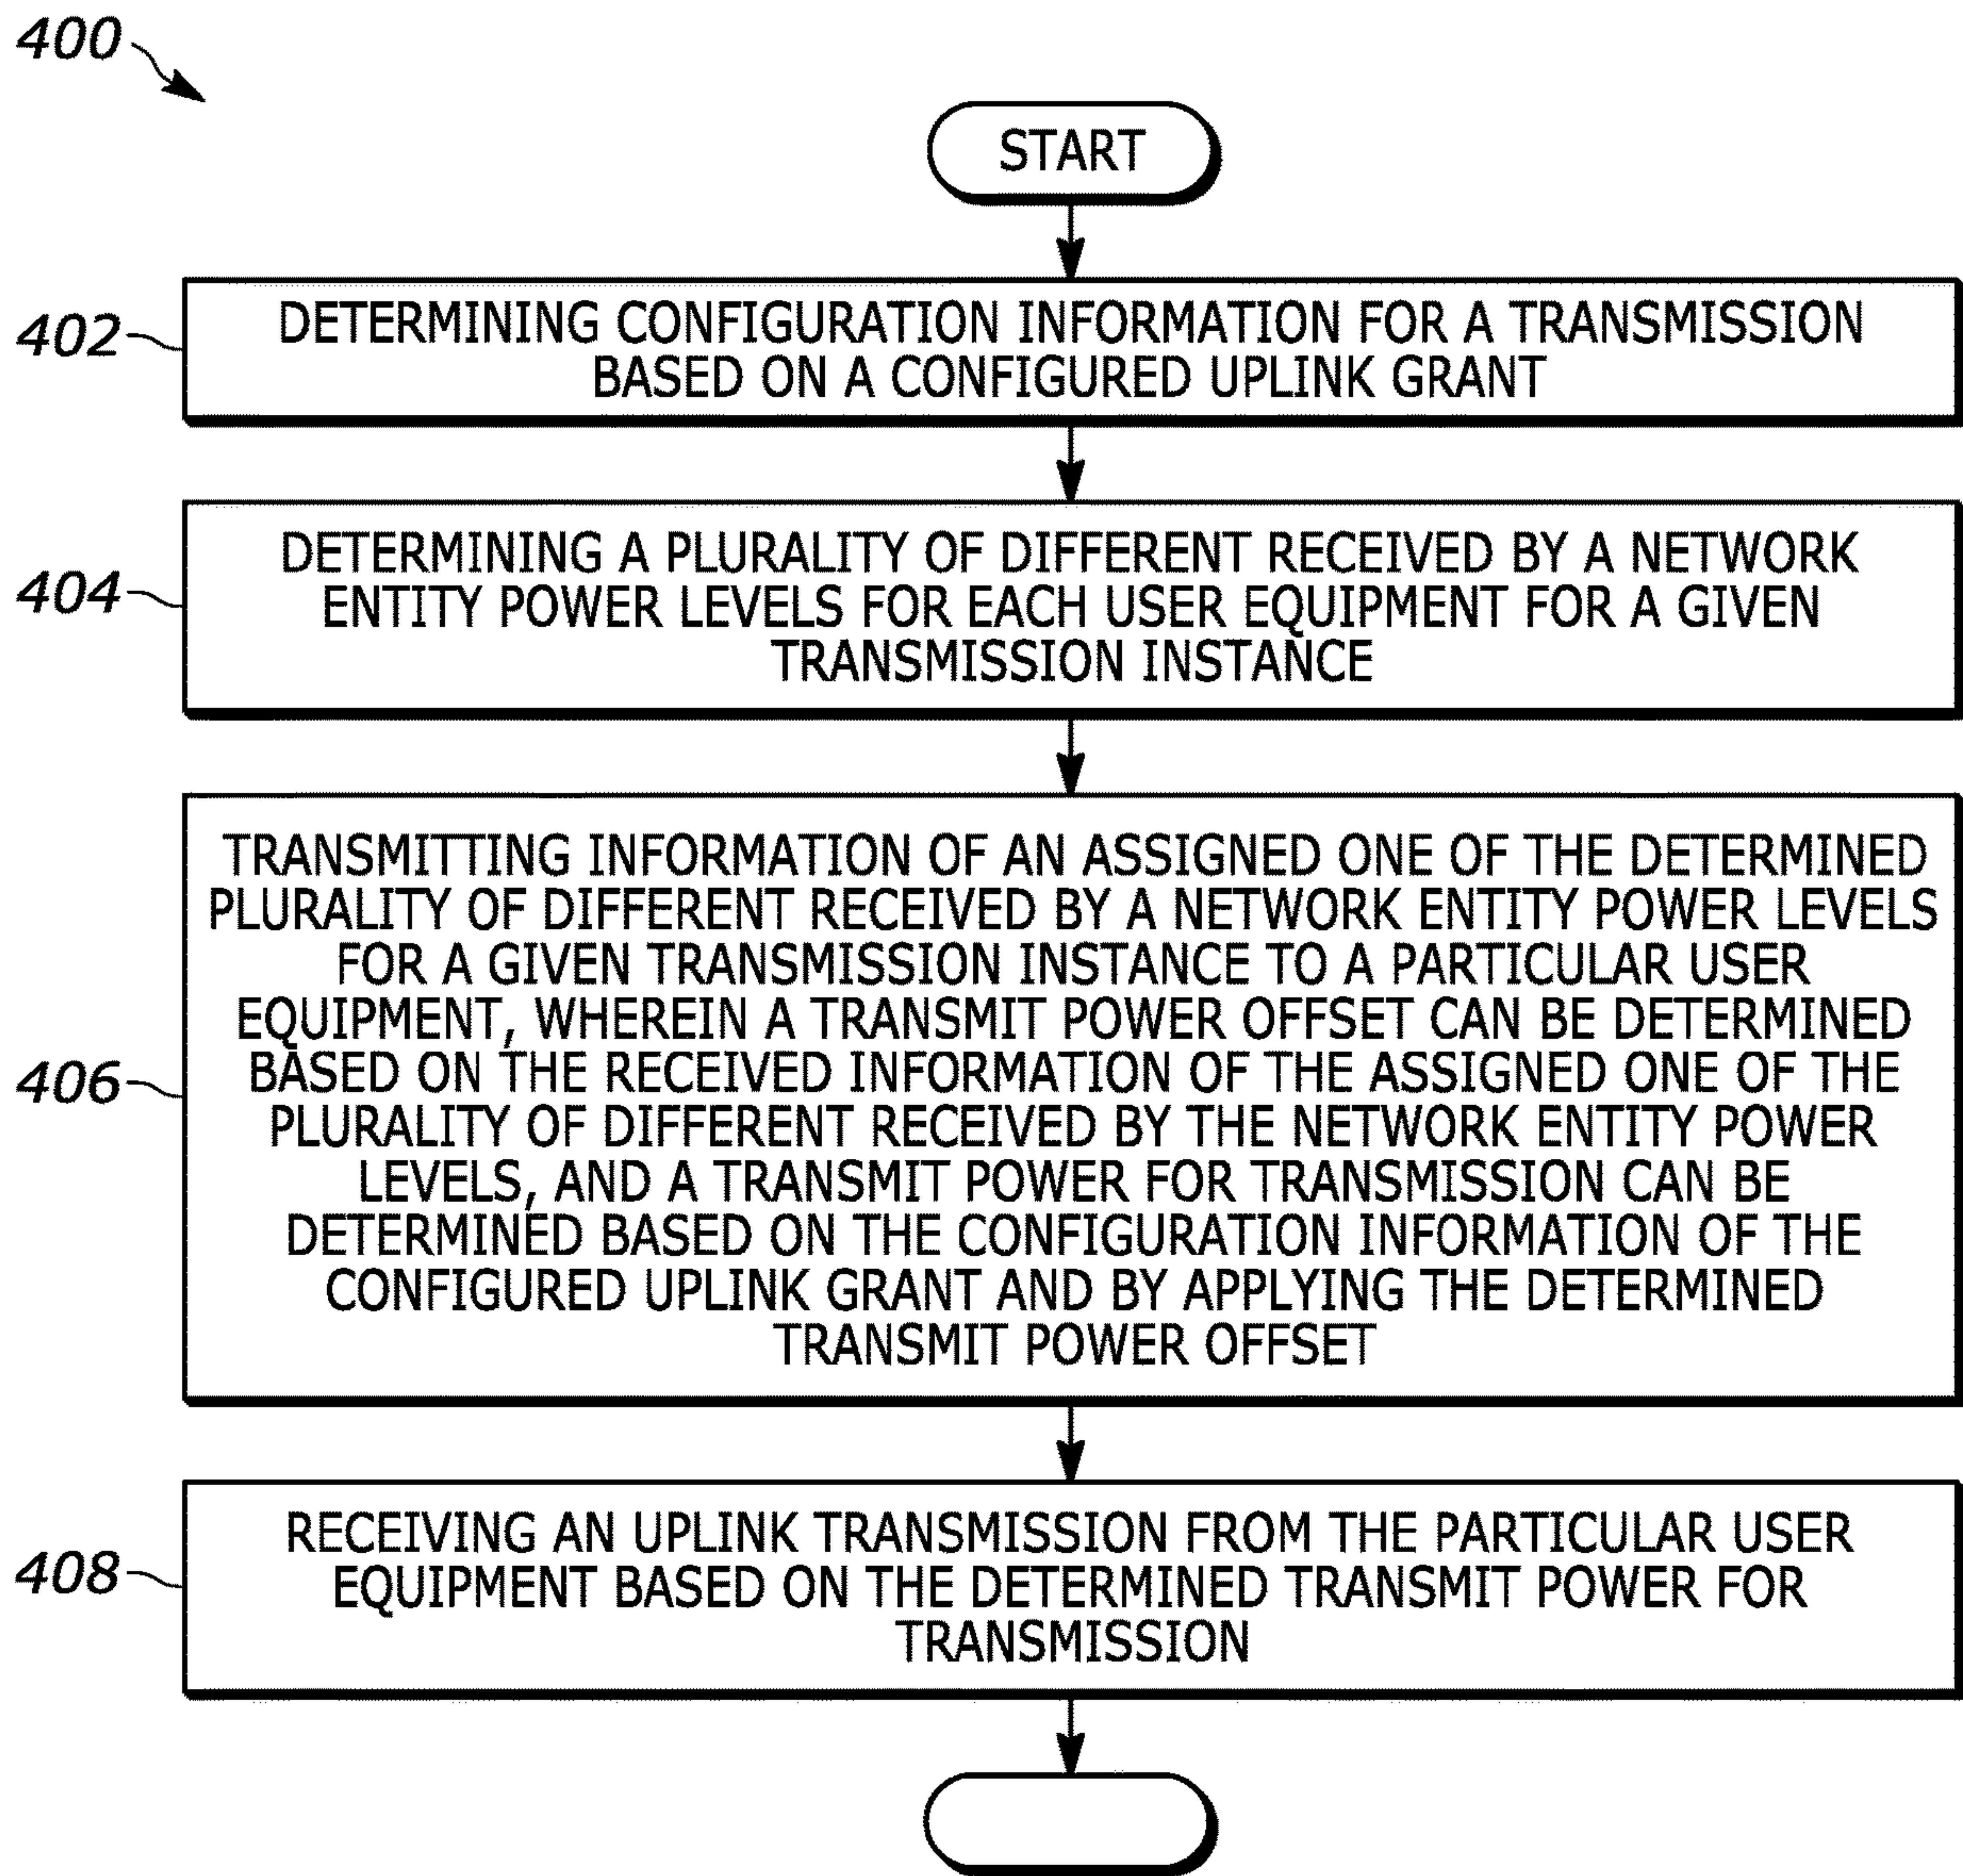 400
START
402
DETERMINING CONFIGURATION INFORMATION FOR A TRANSMISSION
BASED ON A CONFIGURED UPLINK GRANT
404
DETERMINING A PLURALITY OF DIFFERENT RECEIVED BY A NETWORK
ENTITY POWER LEVELS FOR EACH USER EQUIPMENT FOR A GIVEN
TRANSMISSION INSTANCE
406
TRANSMITTING INFORMATION OF AN ASSIGNED ONE OF THE DETERMINED
PLURALITY OF DIFFERENT RECEIVED BY A NETWORK ENTITY POWER LEVELS
FOR A GIVEN TRANSMISSION INSTANCE TO A PARTICULAR USER
EQUIPMENT, WHEREIN A TRANSMIT POWER OFFSET CAN BE DETERMINED
BASED ON THE RECEIVED INFORMATION OF THE ASSIGNED ONE OF THE
PLURALITY OF DIFFERENT RECEIVED BY THE NETWORK ENTITY POWER
LEVELS, AND A TRANSMIT POWER FOR TRANSMISSION CAN BE
DETERMINED BASED ON THE CONFIGURATION INFORMATION OF THE
CONFIGURED UPLINK GRANT AND BY APPLYING THE DETERMINED
TRANSMIT POWER OFFSET
408
RECEIVING AN UPLINK TRANSMISSION FROM THE PARTICULAR USER
EQUIPMENT BASED ON THE DETERMINED TRANSMIT POWER FOR
TRANSMISSION